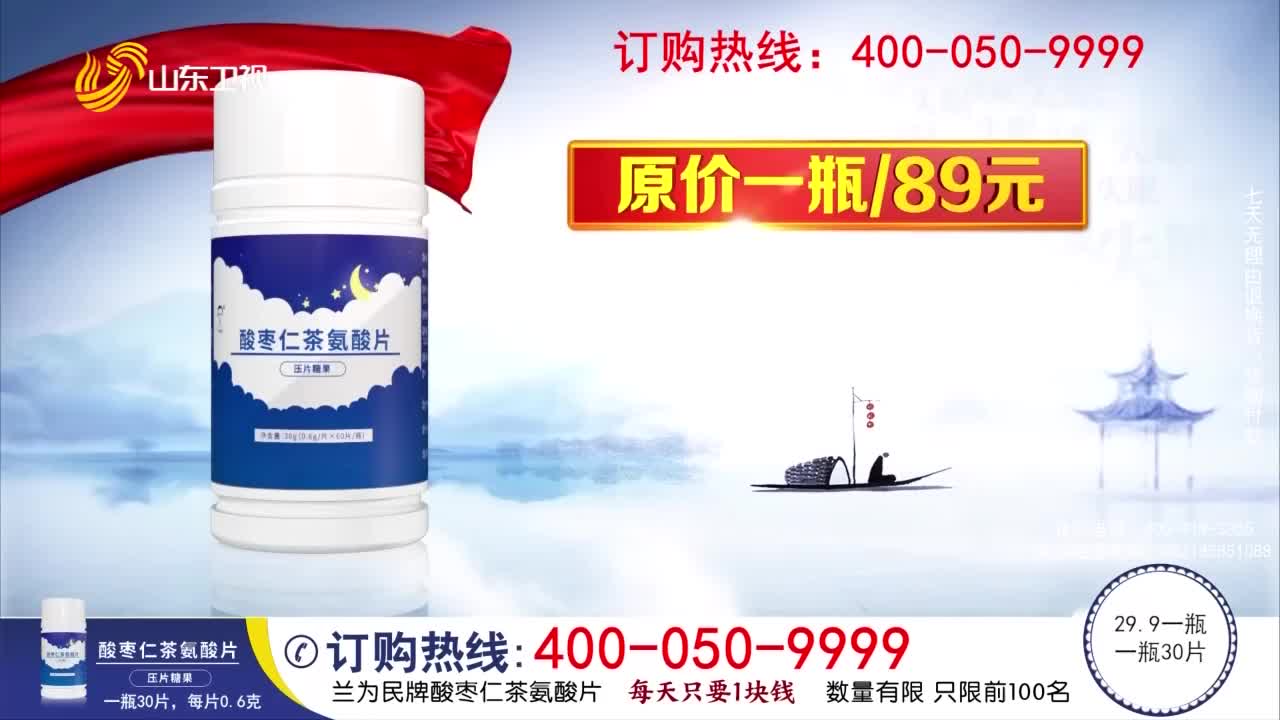 山东卫视
订购热线：400-050-9999
原价一瓶/89元
酸枣仁茶氨酸片
压片糖果
酸枣仁茶氨酸片
压片糖果
一瓶30片，每片0.6克
订购热线:400-050-9999
兰为民牌酸枣仁茶氨酸片 每天只要1块钱 数量有限 只限前100名
29.9一瓶
一瓶30片